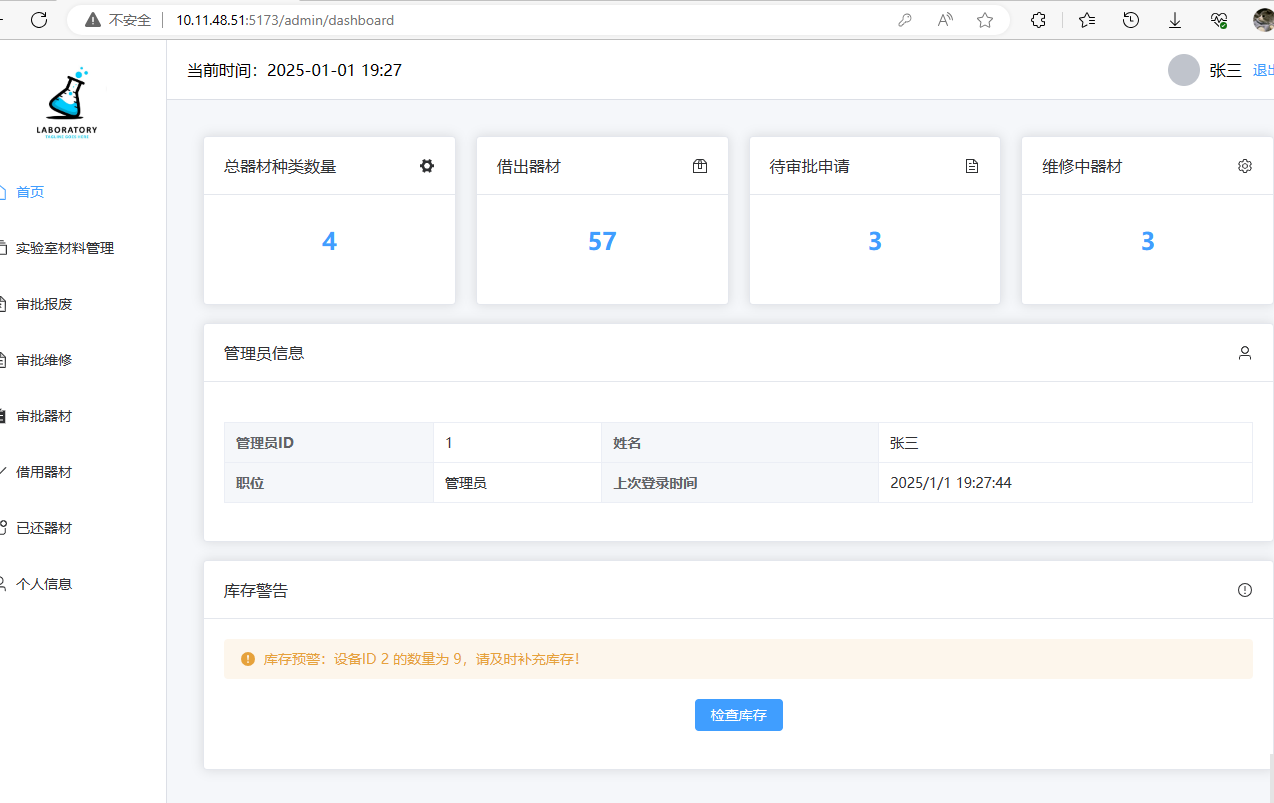 不安全 10.11.48.51:5173/admin/dashboard
当前时间：2025-01-01 19:27
张三
LABORATORY
首页
实验室材料管理
审批报废
审批维修
审批器材
借用器材
已还器材
个人信息
总器材种类数量
4
借出器材
57
待审批申请
3
维修中器材
3
管理员信息
管理员ID 1 姓名 张三
职位 管理员 上次登录时间 2025/1/1 19:27:44
库存警告
库存预警：设备ID 2 的数量为 9，请及时补充库存！
检查库存